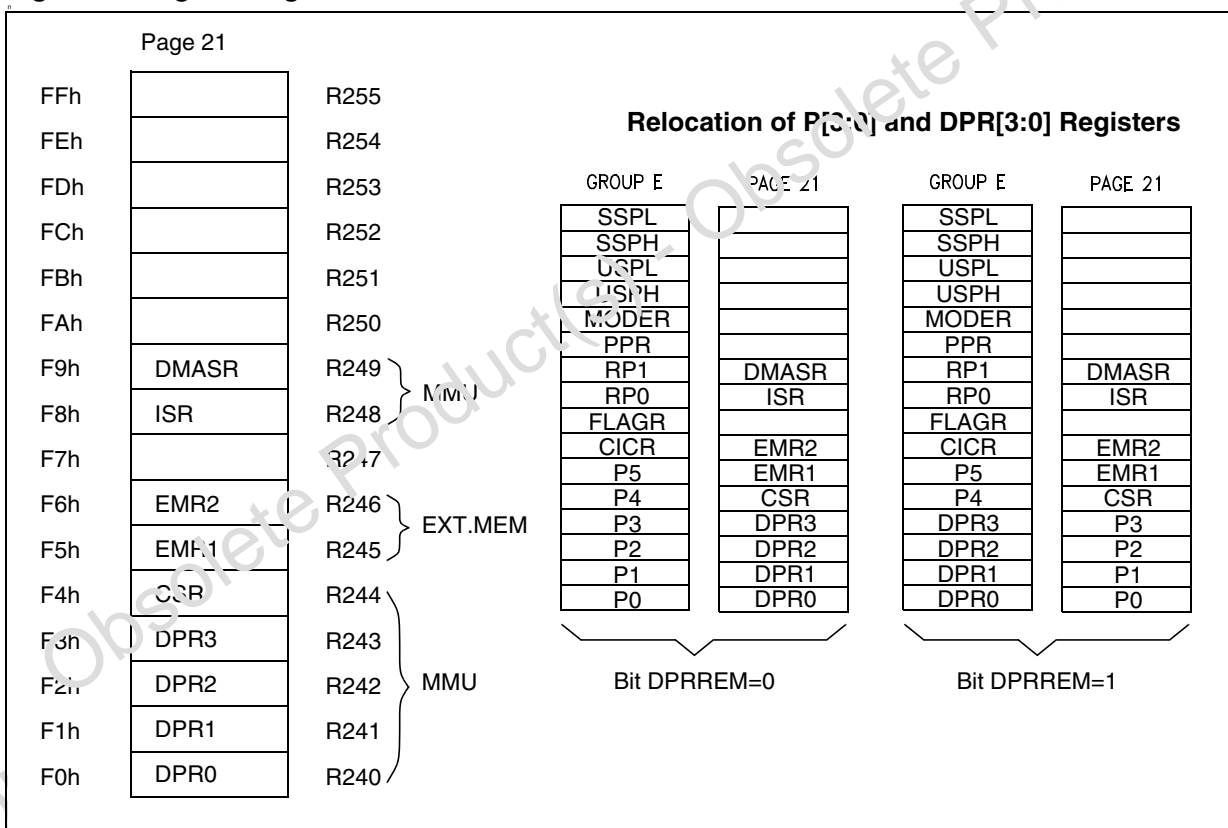 Page 21
FFh R255
FEh R254
FDh R253
FCh R252
FBh R251
FAh R250
F9h DMASR R249
F8h ISR R248
MMU
F7h R247
F6h EMR2 R246
F5h EMR1 R245
EXT.MEM
F4h CSR R244
F3h DPR3 R243
F2h DPR2 R242 MMU
F1h DPR1 R241
F0h DPR0 R240
Relocation of P[3:0] and DPR[3:0] Registers
GROUP E PAGE 21 GROUP E PAGE 21
SSPL SSPL
SSPH SSPH
USPL USPL
USPH USPH
MODER MODER
PPR PPR
RP1 DMASR RP1 DMASR
RP0 ISR RP0 ISR
FLAGR FLAGR
CICR EMR2 CICR EMR2
P5 EMR1 P5 EMR1
P4 CSR P4 CSR
P3 DPR3 DPR3 P3
P2 DPR2 DPR2 P2
P1 DPR1 DPR1 P1
P0 DPR0 DPR0 P0
Bit DPRREM=0 Bit DPRREM=1
Obsolete Product(s) - Obsolete